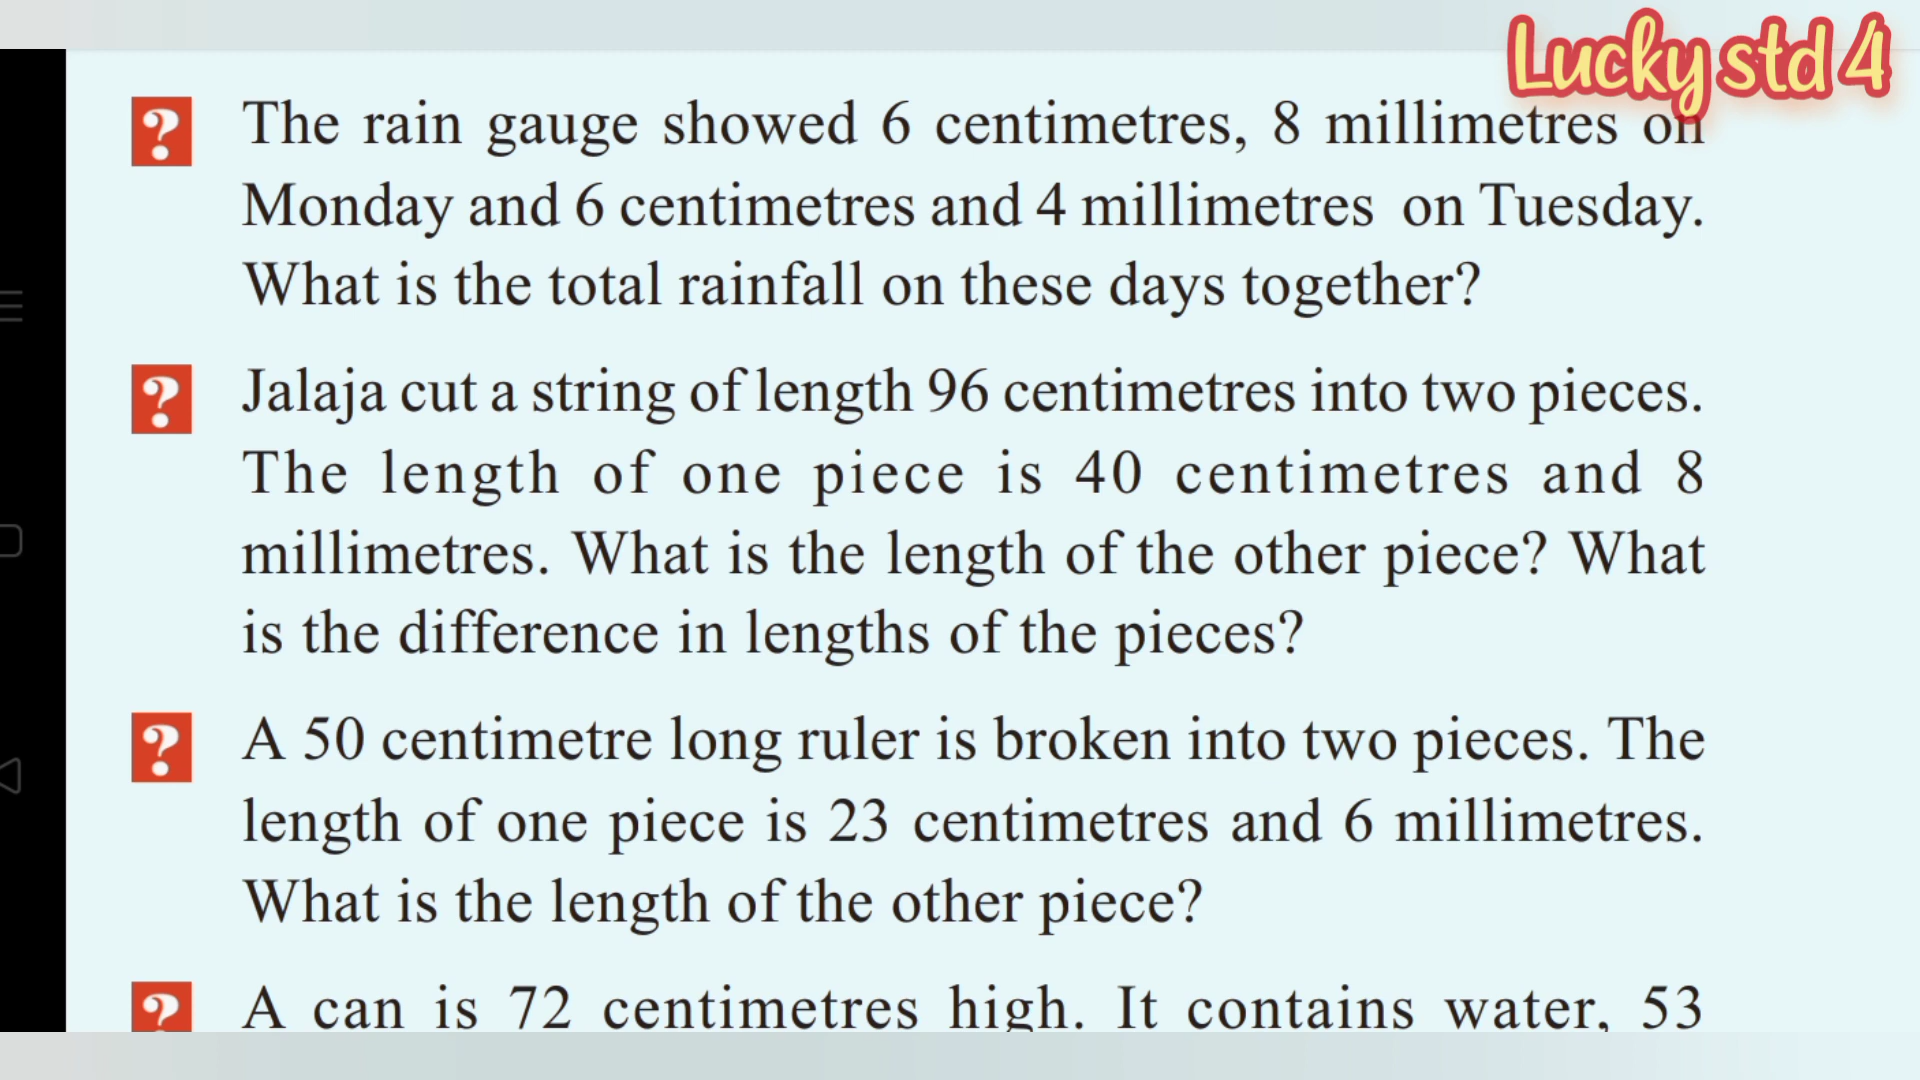 Lucky std 4
The rain gauge showed 6 centimetres, 8 millimetres on
Monday and 6 centimetres and 4 millimetres on Tuesday.
What is the total rainfall on these days together?
Jalaja cut a string of length 96 centimetres into two pieces.
The length of one piece is 40 centimetres and 8
millimetres. What is the length of the other piece? What
is the difference in lengths of the pieces?
A 50 centimetre long ruler is broken into two pieces. The
length of one piece is 23 centimetres and 6 millimetres.
What is the length of the other piece?
A can is 72 centimetres high. It contains water, 53